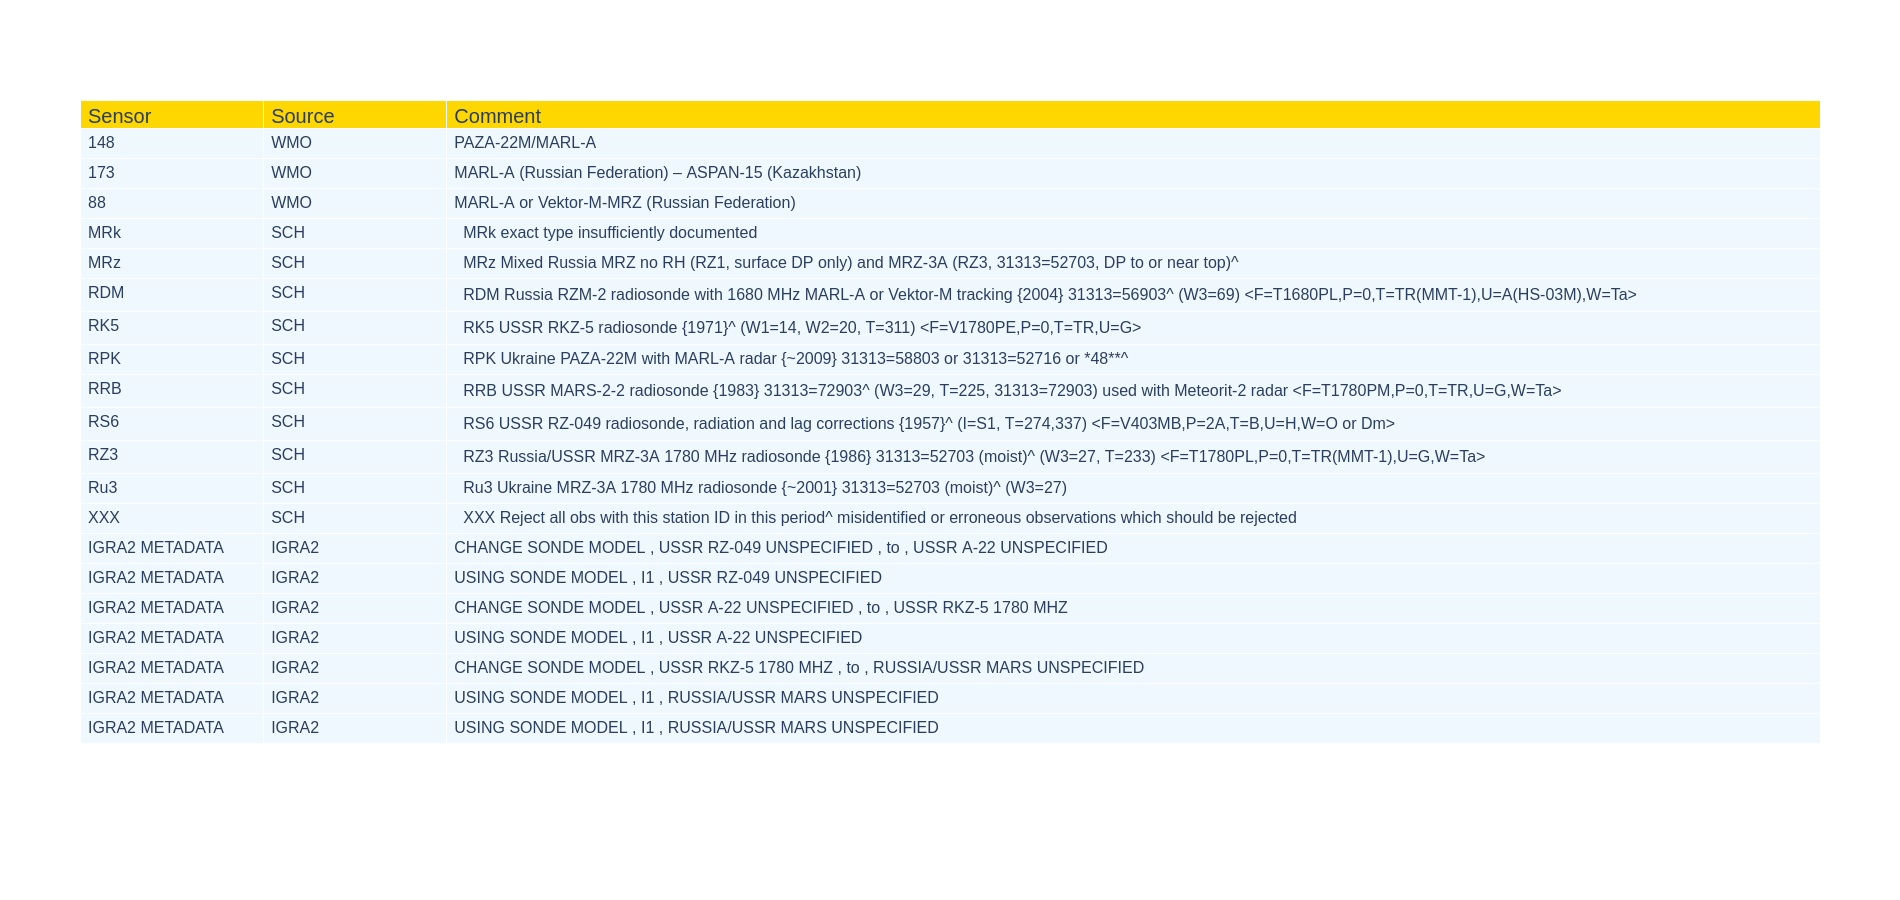 Sensor Source Comment
148 WMO PAZA-22M/MARL-A
173 WMO MARL-A (Russian Federation) – ASPAN-15 (Kazakhstan)
88 WMO MARL-A or Vektor-M-MRZ (Russian Federation)
MRk SCH MRk exact type insufficiently documented
MRz SCH MRz Mixed Russia MRZ no RH (RZ1, surface DP only) and MRZ-3A (RZ3, 31313=52703, DP to or near top)^
RDM SCH RDM Russia RZM-2 radiosonde with 1680 MHz MARL-A or Vektor-M tracking {2004} 31313=56903^ (W3=69) <F=T1680PL,P=0,T=TR(MMT-1),U=A(HS-03M),W=Ta>
RK5 SCH RK5 USSR RKZ-5 radiosonde {1971}^ (W1=14, W2=20, T=311) <F=V1780PE,P=0,T=TR,U=G>
RPK SCH RPK Ukraine PAZA-22M with MARL-A radar {~2009} 31313=58803 or 31313=52716 or *48**^
RRB SCH RRB USSR MARS-2-2 radiosonde {1983} 31313=72903^ (W3=29, T=225, 31313=72903) used with Meteorit-2 radar <F=T1780PM,P=0,T=TR,U=G,W=Ta>
RS6 SCH RS6 USSR RZ-049 radiosonde, radiation and lag corrections {1957}^ (I=S1, T=274,337) <F=V403MB,P=2A,T=B,U=H,W=O or Dm>
RZ3 SCH RZ3 Russia/USSR MRZ-3A 1780 MHz radiosonde {1986} 31313=52703 (moist)^ (W3=27, T=233) <F=T1780PL,P=0,T=TR(MMT-1),U=G,W=Ta>
Ru3 SCH Ru3 Ukraine MRZ-3A 1780 MHz radiosonde {~2001} 31313=52703 (moist)^ (W3=27)
XXX SCH XXX Reject all obs with this station ID in this period^ misidentified or erroneous observations which should be rejected
IGRA2 METADATA IGRA2 CHANGE SONDE MODEL , USSR RZ-049 UNSPECIFIED , to , USSR A-22 UNSPECIFIED
IGRA2 METADATA IGRA2 USING SONDE MODEL , I1 , USSR RZ-049 UNSPECIFIED
IGRA2 METADATA IGRA2 CHANGE SONDE MODEL , USSR A-22 UNSPECIFIED , to , USSR RKZ-5 1780 MHZ
IGRA2 METADATA IGRA2 USING SONDE MODEL , I1 , USSR A-22 UNSPECIFIED
IGRA2 METADATA IGRA2 CHANGE SONDE MODEL , USSR RKZ-5 1780 MHZ , to , RUSSIA/USSR MARS UNSPECIFIED
IGRA2 METADATA IGRA2 USING SONDE MODEL , I1 , RUSSIA/USSR MARS UNSPECIFIED
IGRA2 METADATA IGRA2 USING SONDE MODEL , I1 , RUSSIA/USSR MARS UNSPECIFIED